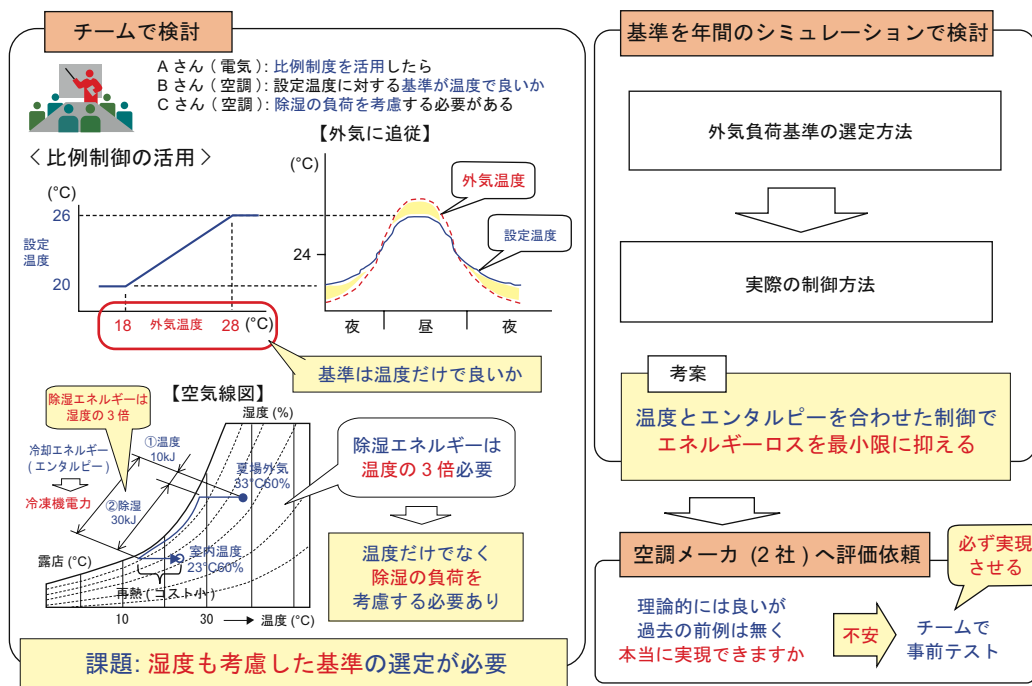 チームで検討
Aさん(電気): 比例制度を活用したら
Bさん(空調): 設定温度に対する基準が温度で良いか
Cさん(空調): 除湿の負荷を考慮する必要がある
【外気に追従】
<比例制御の活用>
(°C)
26
設定
温度
20
18 外気温度 28 (°C)
(°C)
24
外気温度
設定温度
夜 昼 夜
基準は温度だけで良いか
【空気線図】
除湿エネルギーは
湿度の3倍
湿度(%)
①温度
10kJ
冷却エネルギー
(エンタルピー)
冷凍機電力
②除湿
30kJ
夏場外気
33°C60%
室内温度
23°C60%
露店(°C)
再熱(コスト小)
10 30 温度(°C)
除湿エネルギーは
温度の3倍必要
温度だけでなく
除湿の負荷を
考慮する必要あり
課題: 湿度も考慮した基準の選定が必要
基準を年間のシミュレーションで検討
外気負荷基準の選定方法
実際の制御方法
考案
温度とエンタルピーを合わせた制御で
エネルギーロスを最小限に抑える
空調メーカ(2社)へ評価依頼
必ず実現
させる
理論的には良いが
過去の前例は無く
本当に実現できますか
不安
チームで
事前テスト